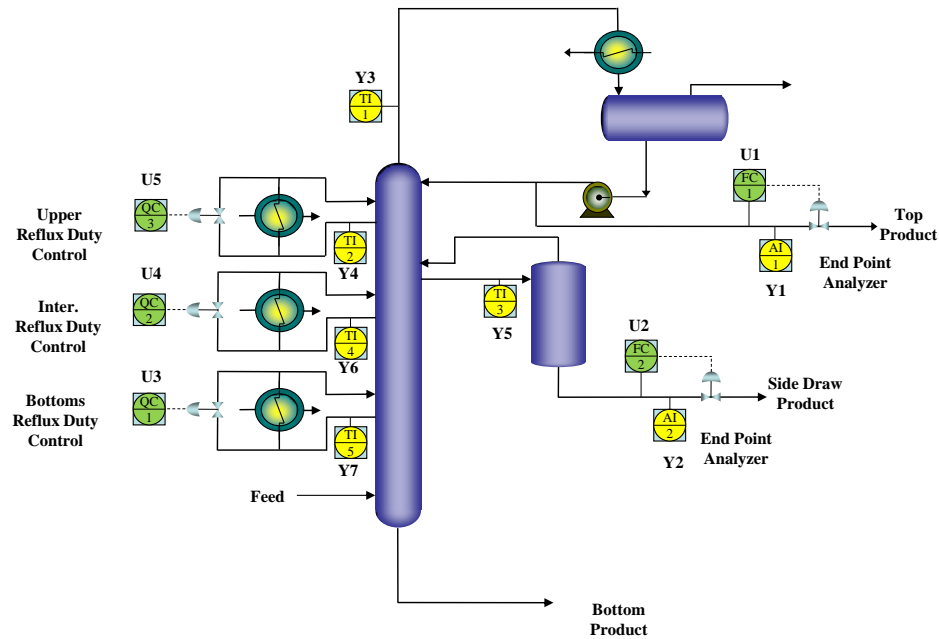 Y3
TI
1
U1
FC
1
U5
QC
3
Upper
Reflux Duty
Control
TI
2
Y4
Top
Product
AI
1
End Point
Analyzer
Y1
U4
QC
2
Inter.
Reflux Duty
Control
TI
3
Y5
TI
4
Y6
U2
FC
2
U3
QC
1
Bottoms
Reflux Duty
Control
Side Draw
Product
TI
5
Y7
AI
2
End Point
Analyzer
Y2
Feed
Bottom
Product